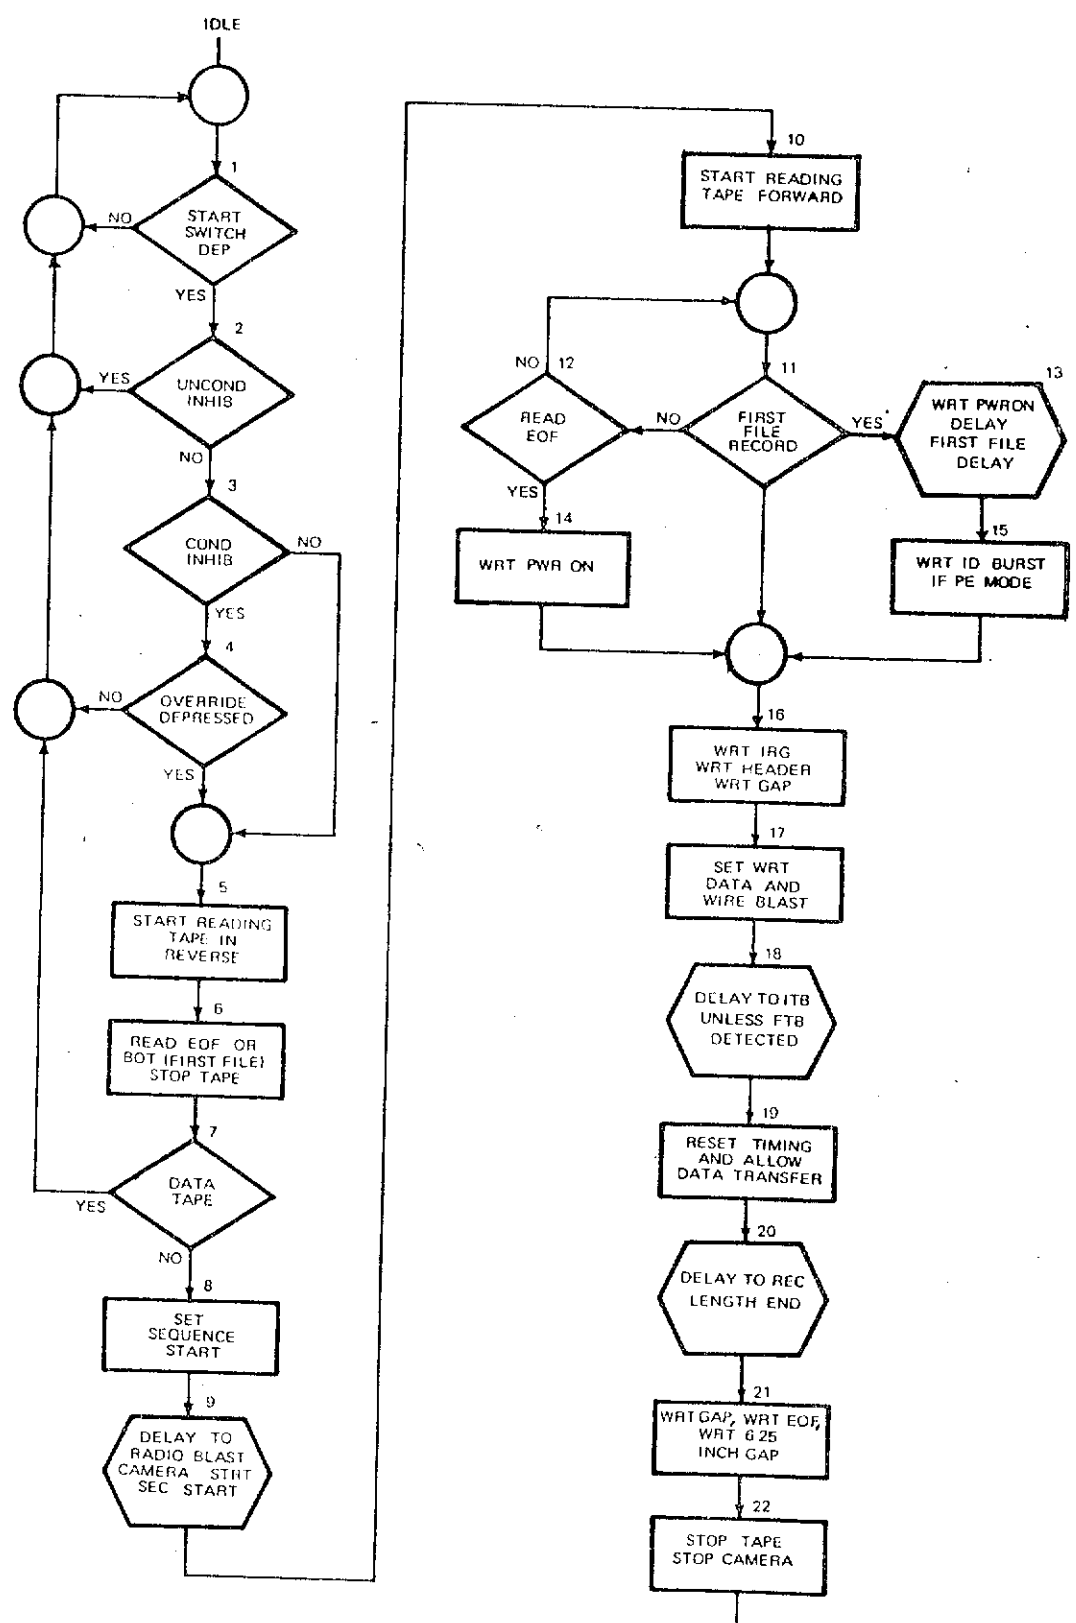 IDLE
1
START
SWITCH
DEP
NO
YES
2
UNCOND
INHIB
YES
NO
3
COND
INHIB
NO
YES
4
OVERRIDE
DEPRESSED
NO
YES
5
START READING
TAPE IN
REVERSE
6
READ EOF OR
BOT (FIRST FILE)
STOP TAPE
7
DATA
TAPE
YES
NO
8
SET
SEQUENCE
START
9
DELAY TO
RADIO BLAST
CAMERA STRT
SEC START
10
START READING
TAPE FORWARD
11
FIRST
FILE
RECORD
NO
YES
12
READ
EOF
NO
YES
13
WRT PWRON
DELAY
FIRST FILE
DELAY
14
WRT PWR ON
15
WRT ID BURST
IF PE MODE
16
WRT IRG
WRT HEADER
WRT GAP
17
SET WRT
DATA AND
WIRE BLAST
18
DELAY TO ITB
UNLESS FTB
DETECTED
19
RESET TIMING
AND ALLOW
DATA TRANSFER
20
DELAY TO REC
LENGTH END
21
WRT GAP, WRT EOF,
WRT 6.25
INCH GAP
22
STOP TAPE
STOP CAMERA